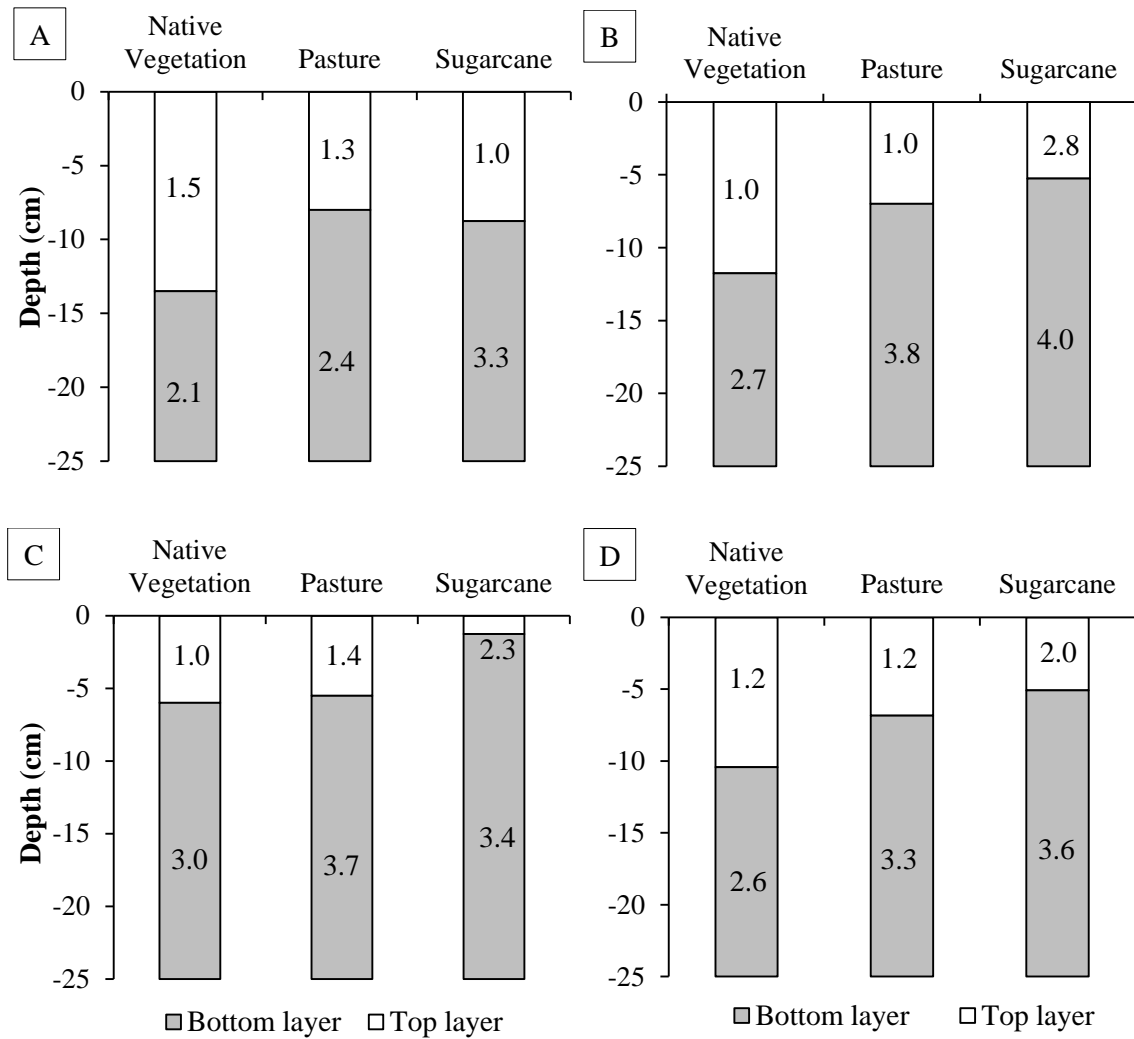 A
Native
Vegetation Pasture Sugarcane
0
-5
-10
-15
-20
-25
Depth (cm)
1.5 1.3 1.0
2.1 2.4 3.3
B
Native
Vegetation Pasture Sugarcane
0
-5
-10
-15
-20
-25
1.0 1.0 2.8
2.7 3.8 4.0
C
Native
Vegetation Pasture Sugarcane
0
-5
-10
-15
-20
-25
Depth (cm)
1.0 1.4 2.3
3.0 3.7 3.4
Bottom layer Top layer
D
Native
Vegetation Pasture Sugarcane
0
-5
-10
-15
-20
-25
1.2 1.2 2.0
2.6 3.3 3.6
Bottom layer Top layer